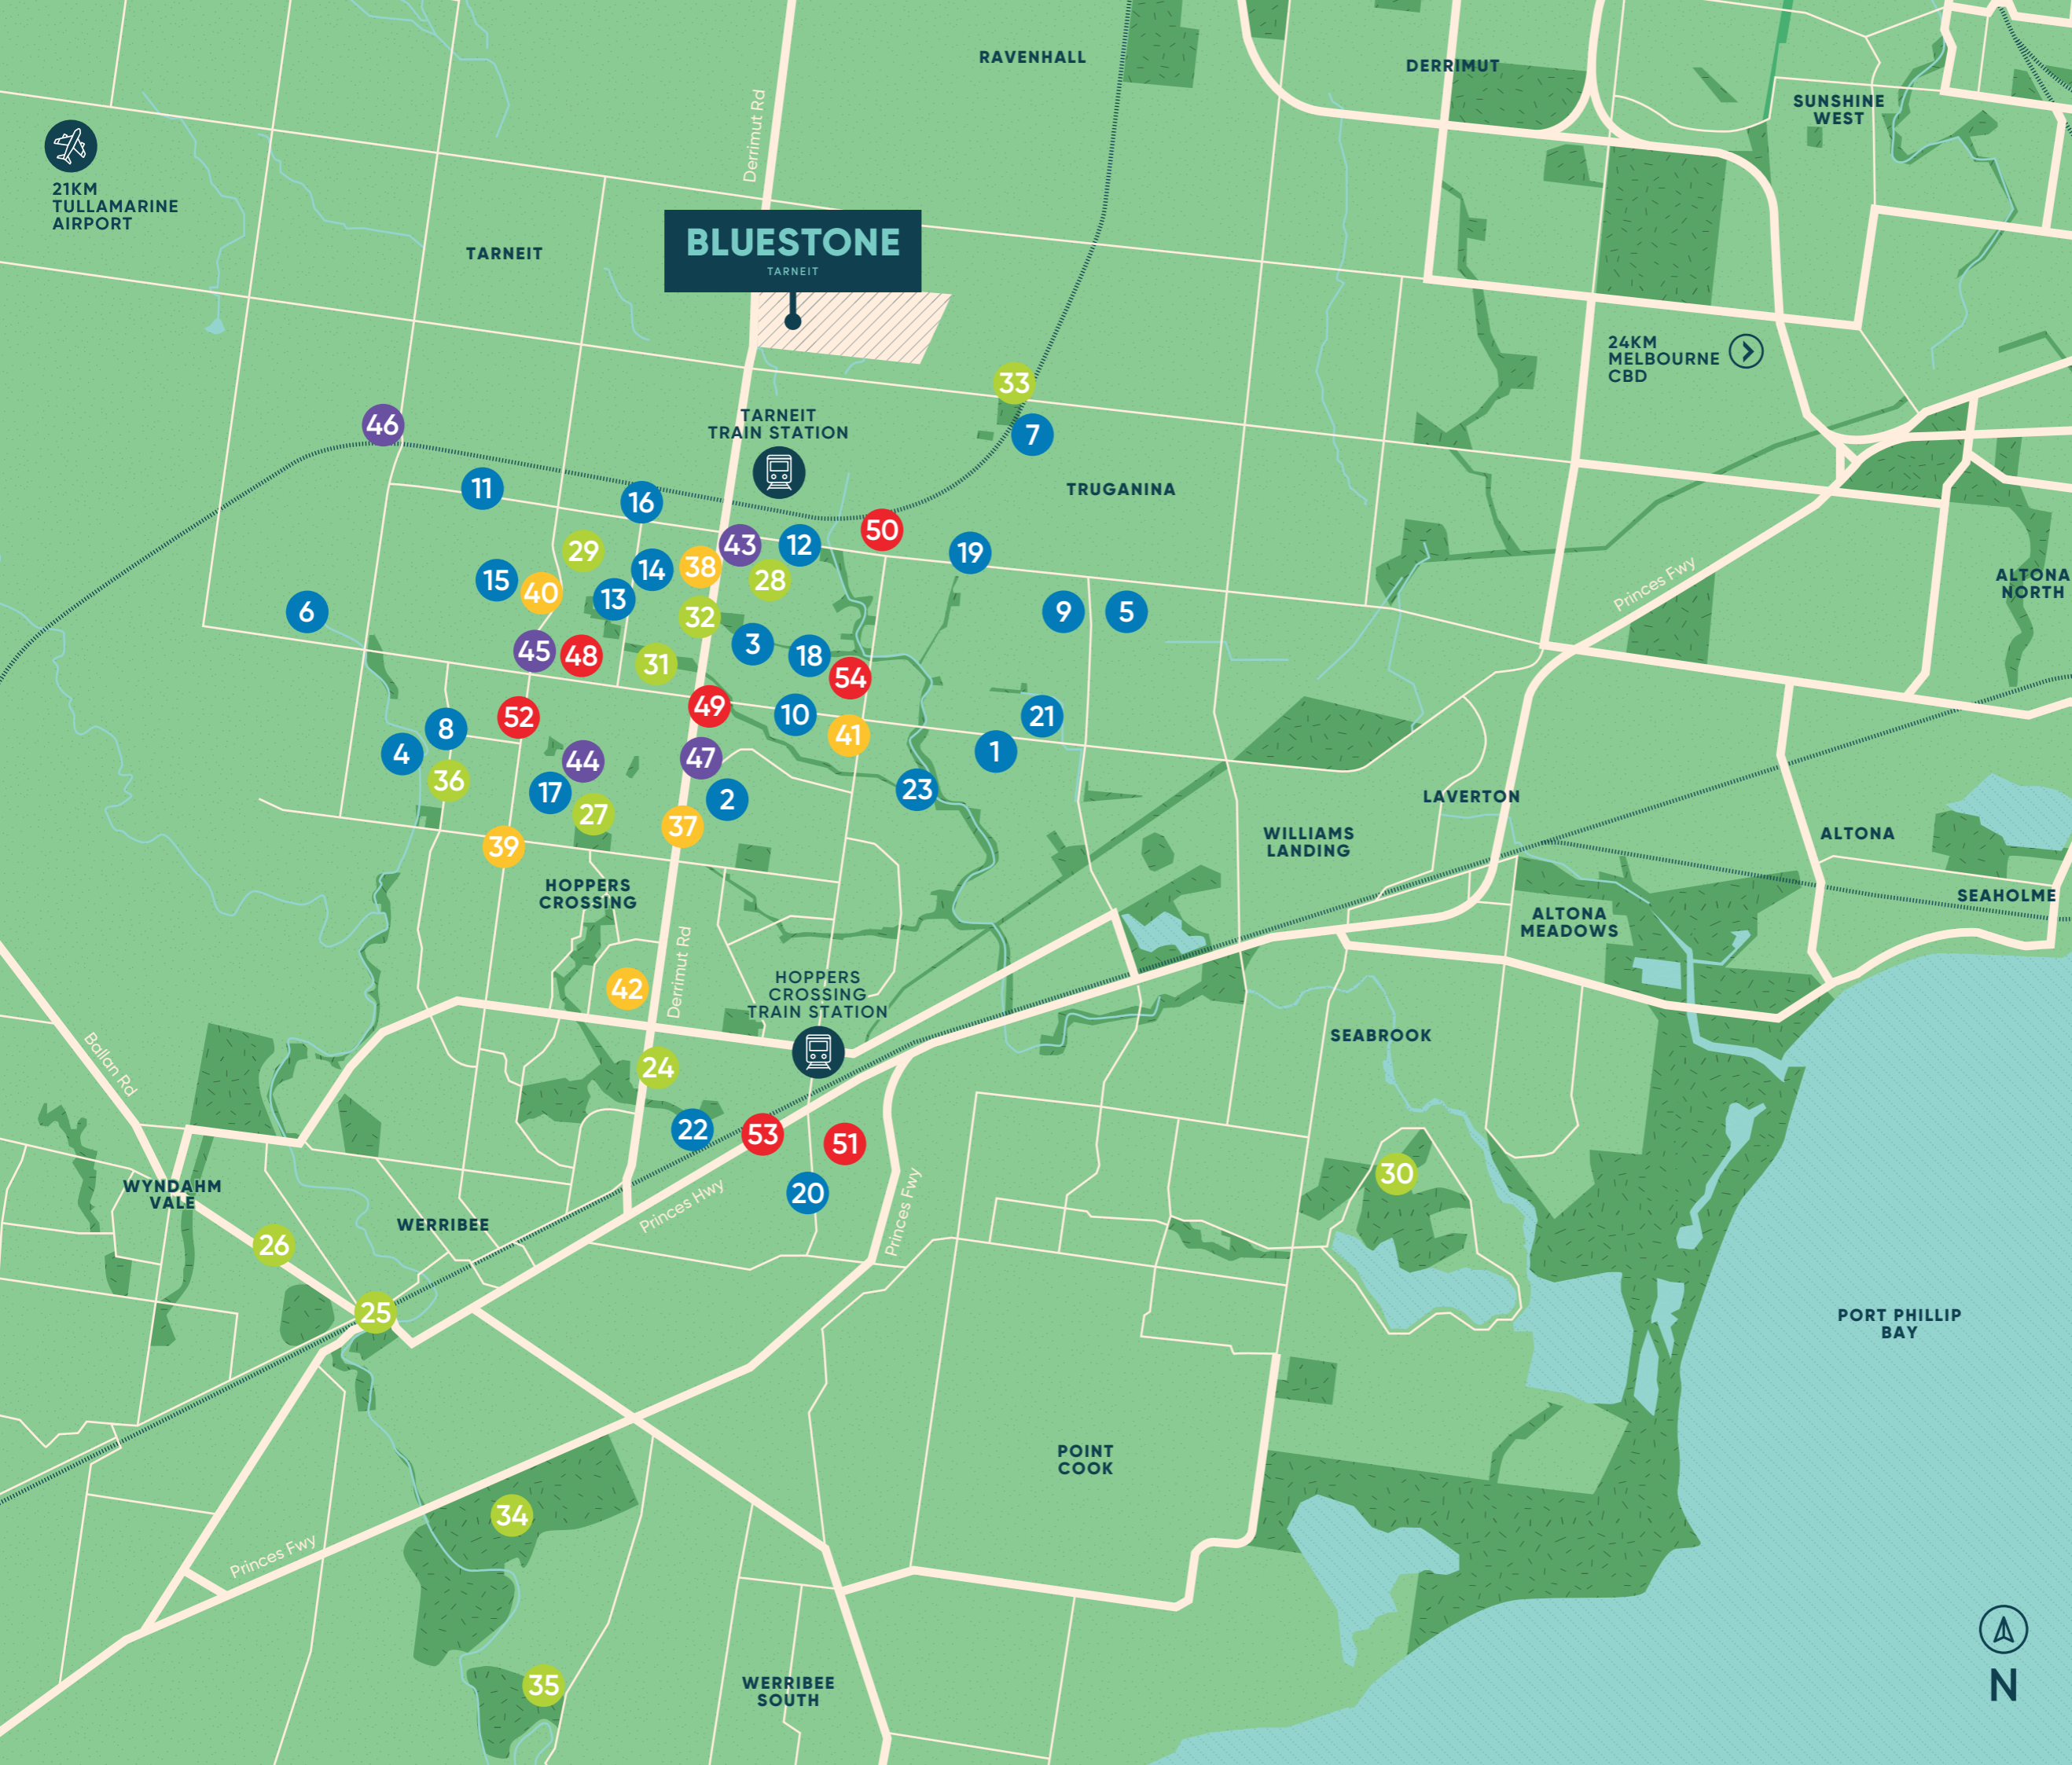 RAVENHALL
DERRIMUT
SUNSHINE
WEST
21KM
TULLAMARINE
AIRPORT
Derrimut Rd
TARNEIT
BLUESTONE
TARNEIT
24KM
MELBOURNE
CBD
33
46
TARNEIT
TRAIN STATION
7
11
16
TRUGANINA
50
43
12
19
29
14
38
28
15
40
13
Princes Fwy
ALTONA
NORTH
6
32
9
5
3
45
48
31
18
54
49
52
10
21
8
41
4
1
44
47
36
17
23
2
27
37
LAVERTON
39
WILLIAMS
LANDING
ALTONA
HOPPERS
CROSSING
SEAHOLME
ALTONA
MEADOWS
Derrimut Rd
42
HOPPERS
CROSSING
TRAIN STATION
SEABROOK
Ballan Rd
24
22
53
51
30
WYNDAHM
VALE
20
Princes Hwy
Princes Fwy
WERRIBEE
26
25
PORT PHILLIP
BAY
POINT
COOK
34
Princes Fwy
35
WERRIBEE
SOUTH
N